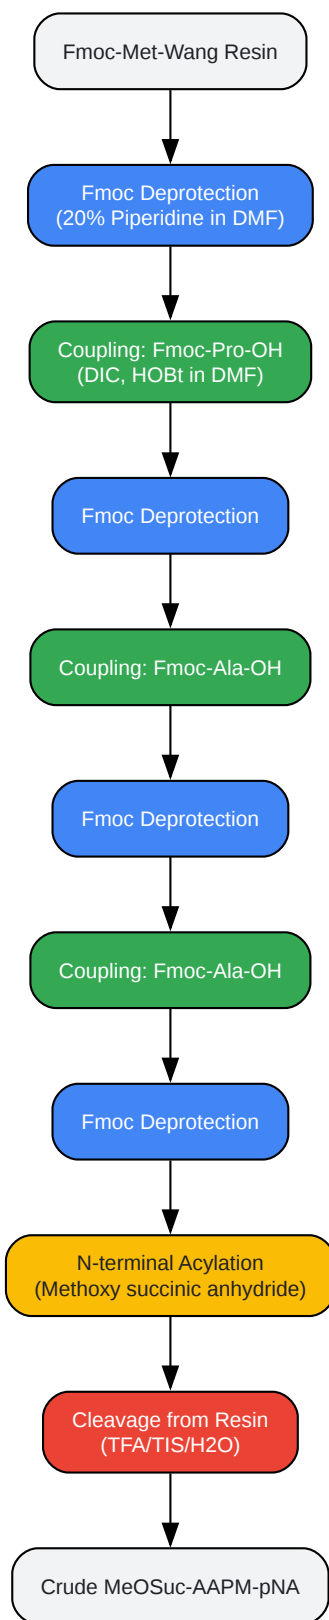 Fmoc-Met-Wang Resin
Fmoc Deprotection
(20% Piperidine in DMF)
Coupling: Fmoc-Pro-OH
(DIC, HOBt in DMF)
Fmoc Deprotection
Coupling: Fmoc-Ala-OH
Fmoc Deprotection
Coupling: Fmoc-Ala-OH
Fmoc Deprotection
N-terminal Acylation
(Methoxy succinic anhydride)
Cleavage from Resin
(TFA/TIS/H2O)
Crude MeOSuc-AAPM-pNA